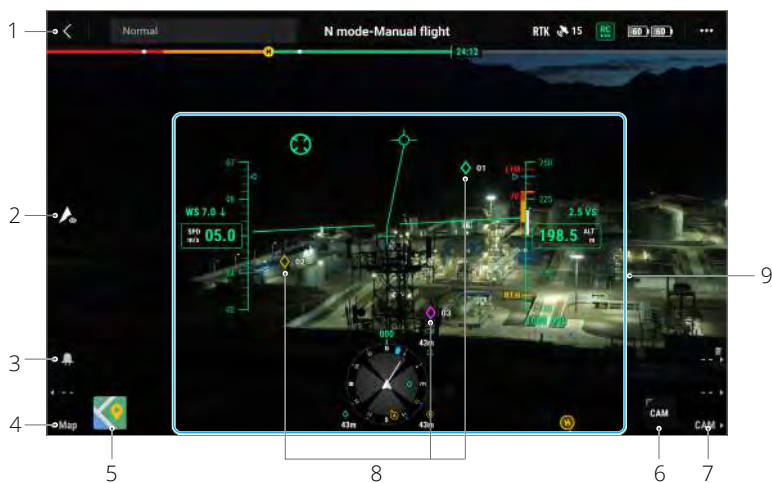 1
Normal
N mode-Manual flight
RTK
15
RC
60
60
24:12
01
250
225
WS 7.0
2.5 VS
SPD
m/s
05.0
198.5
ALT
m
2
02
9
RTH
03
000
43m
43m
43m
3
- -
- -
- -
4
Map
CAM
CAM
5
8
6
7